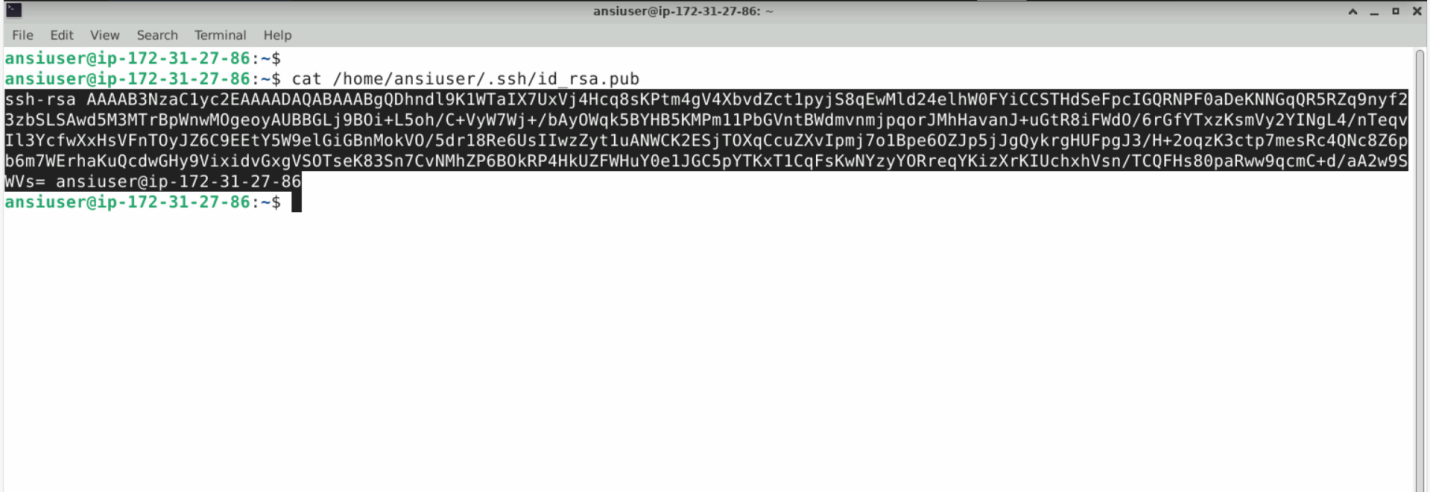 ansiuser@ip-172-31-27-86: ~
File Edit View Search Terminal Help
ansiuser@ip-172-31-27-86:~$
ansiuser@ip-172-31-27-86:~$ cat /home/ansiuser/.ssh/id_rsa.pub
ssh-rsa AAAAB3NzaC1yc2EAAAADAQABAAABgQDhndl9K1WTaIX7UxVj4Hcq8sKPtm4gV4XbvdZct1pyjS8qEwMld24elhW0FYiCCSTHdSeFpcIGQRNPF0aDeKNNGqQR5RZq9nyf2
3zbSLSAwd5M3MTrBpWnwMOgeoyAUBBGLj9BOi+L5oh/C+VyW7Wj+/bAyOWqk5BYHB5KMPm11PbGVntBWdmvnmjpqorJMhHavanJ+uGtR8iFWdO/6rGfYTxzKsmVy2YINgL4/nTeqv
Il3YcfwXxHsVFnTOyJZ6C9EEtY5W9elGiGBnMokVO/5dr18Re6UsIIwzZyt1uANWCK2ESjTOXqCcuZXvIpmj7o1Bpe6OZJp5jJgQykrgHUFpgJ3/H+2oqzK3ctp7mesRc4QNc8Z6p
b6m7WErhaKuQcdwGHy9VixidvGxgVSOTseK83Sn7CvNMhZP6BOkRP4HkUZFWHuY0e1JGC5pYTKxT1CqFsKwNYzyYORreqYKizXrKIUchxhVsn/TCQFHs80paRww9qcmC+d/aA2w9S
WVs= ansiuser@ip-172-31-27-86
ansiuser@ip-172-31-27-86:~$